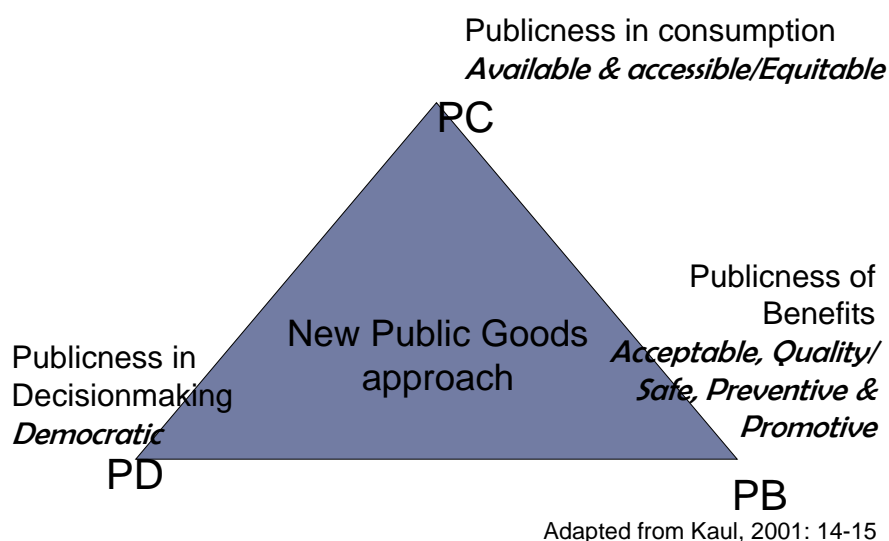 Publicness in consumption
Available & accessible/Equitable
PC
Publicness of
Benefits
Acceptable, Quality/
Safe, Preventive &
Promotive
New Public Goods
approach
Publicness in
Decisionmaking
Democratic
PD
PB
Adapted from Kaul, 2001: 14-15